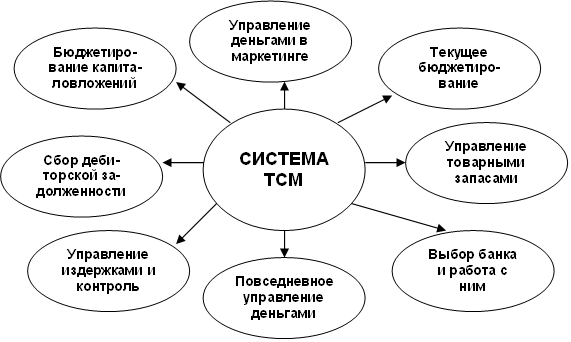 Управление
деньгами в
маркетинге
Бюджетиро-
вание капита-
ловложений
Текущее
бюджетиро-
вание
Сбор деби-
торской за-
долженности
СИСТЕМА
ТСМ
Управление
товарными
запасами
Управление
издержками и
контроль
Повседневное
управление
деньгами
Выбор банка
и работа с
ним